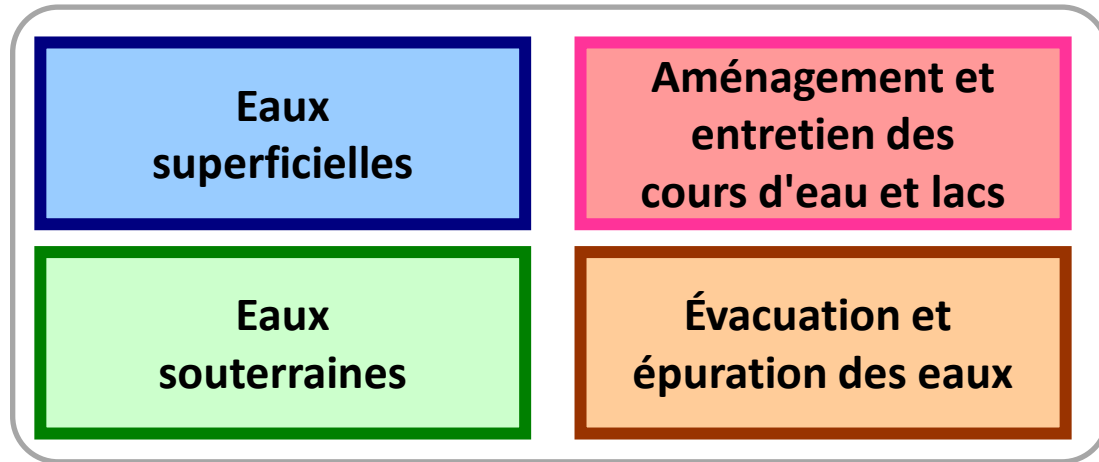 Eaux
superficielles
Aménagement et
entretien des
cours d'eau et lacs
Eaux
souterraines
Évacuation et
épuration des eaux